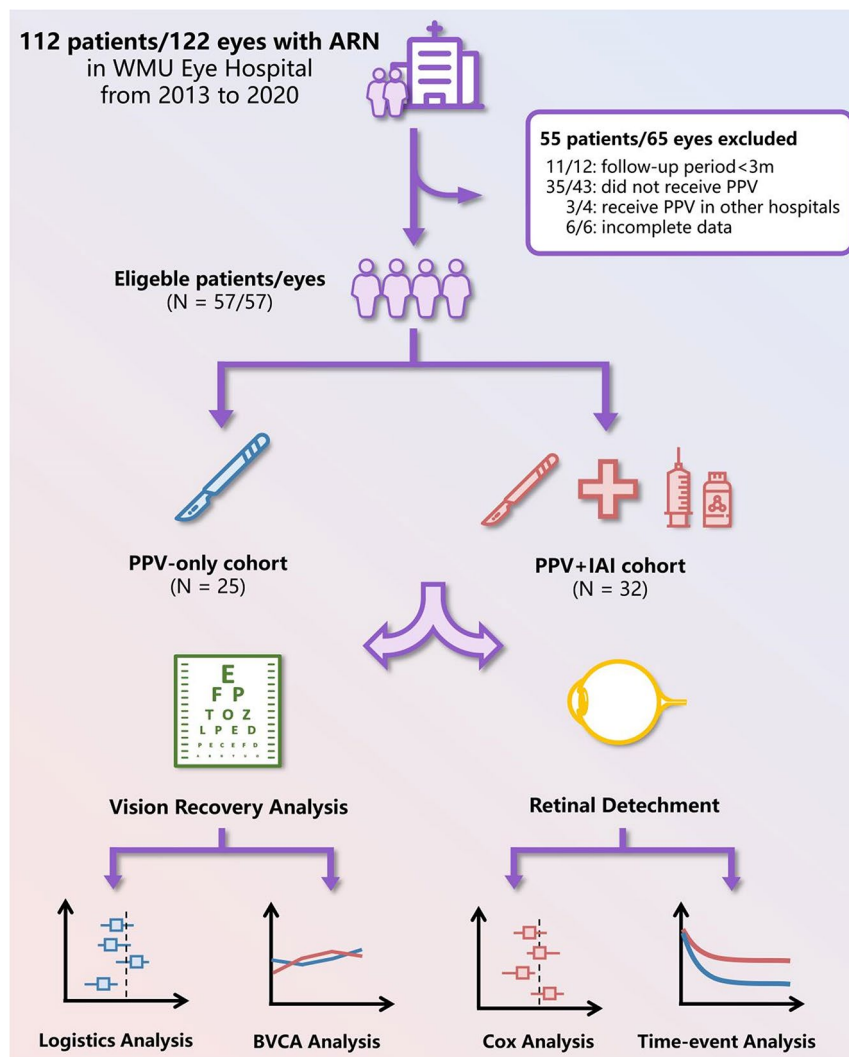 112 patients/122 eyes with ARN
in WMU Eye Hospital
from 2013 to 2020
55 patients/65 eyes excluded
11/12: follow-up period<3m
35/43: did not receive PPV
3/4: receive PPV in other hospitals
6/6: incomplete data
Eligeble patients/eyes
(N = 57/57)
PPV-only cohort
(N = 25)
PPV+IAI cohort
(N = 32)
E
F P
T O Z
L P E D
P E C E F D
Vision Recovery Analysis
Retinal Detechment
Logistics Analysis
BVCA Analysis
Cox Analysis
Time-event Analysis